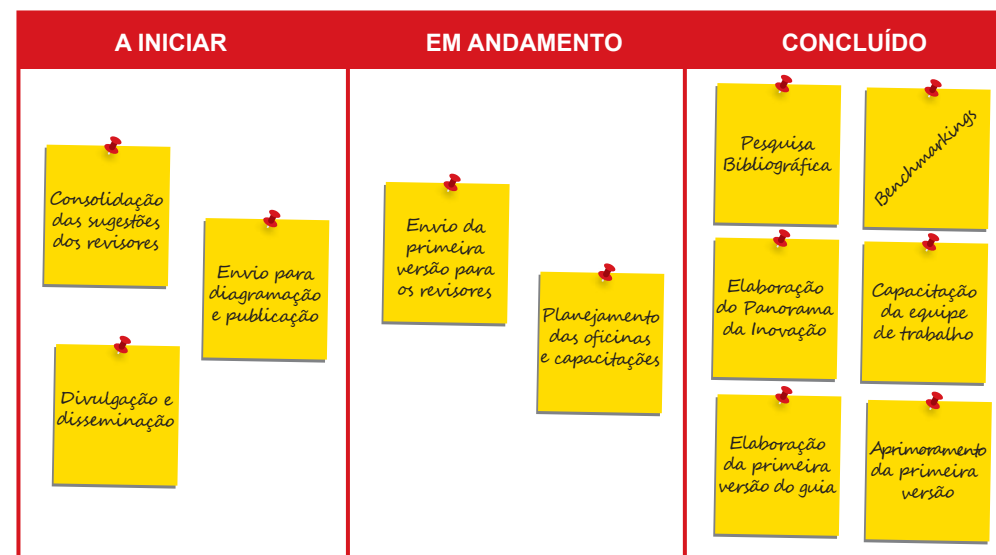 A INICIAR
EM ANDAMENTO
CONCLUÍDO
Consolidação
das sugestões
dos revisores
Envio para
diagramação
e publicação
Divulgação e
disseminação
Envio da
primeira
versão para
os revisores
Planejamento
das oficinas
e capacitações
Pesquisa
Bibliográfica
Benchmarkings
Elaboração
do Panorama
da Inovação
Capacitação
da equipe
de trabalho
Elaboração
da primeira
versão do guia
Aprimoramento
da primeira
versão